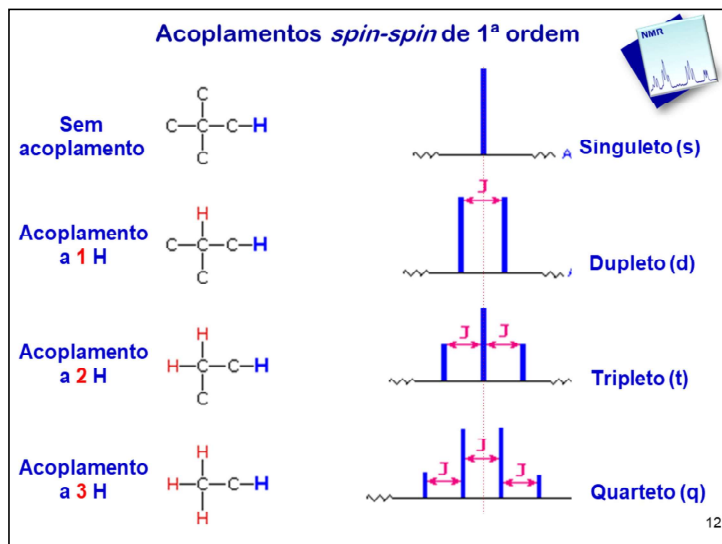 Acoplamentos spin-spin de 1ª ordem
NMR
Sem
acoplamento
C
C-C-C-H
C
A
Singuleto (s)
Acoplamento
a 1 H
H
C-C-C-H
C
J
A
Dupleto (d)
Acoplamento
a 2 H
H
H-C-C-H
C
J
J
Tripleto (t)
Acoplamento
a 3 H
H
H-C-C-H
H
J
J
J
Quarteto (q)
12